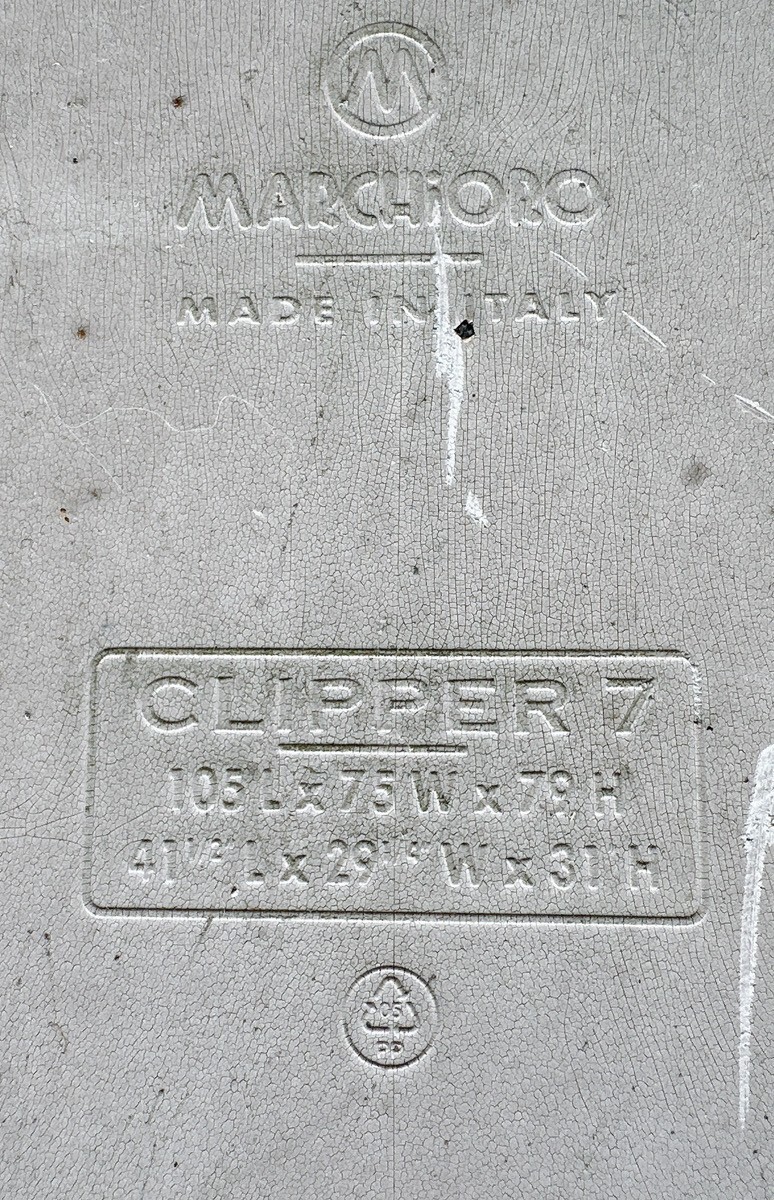 M
MARCHiORO
MADE IN ITALY
CLIPPER 7
105 L x 75 W x 79 H
41 1/2" L x 29 1/2" W x 31" H
05
PP